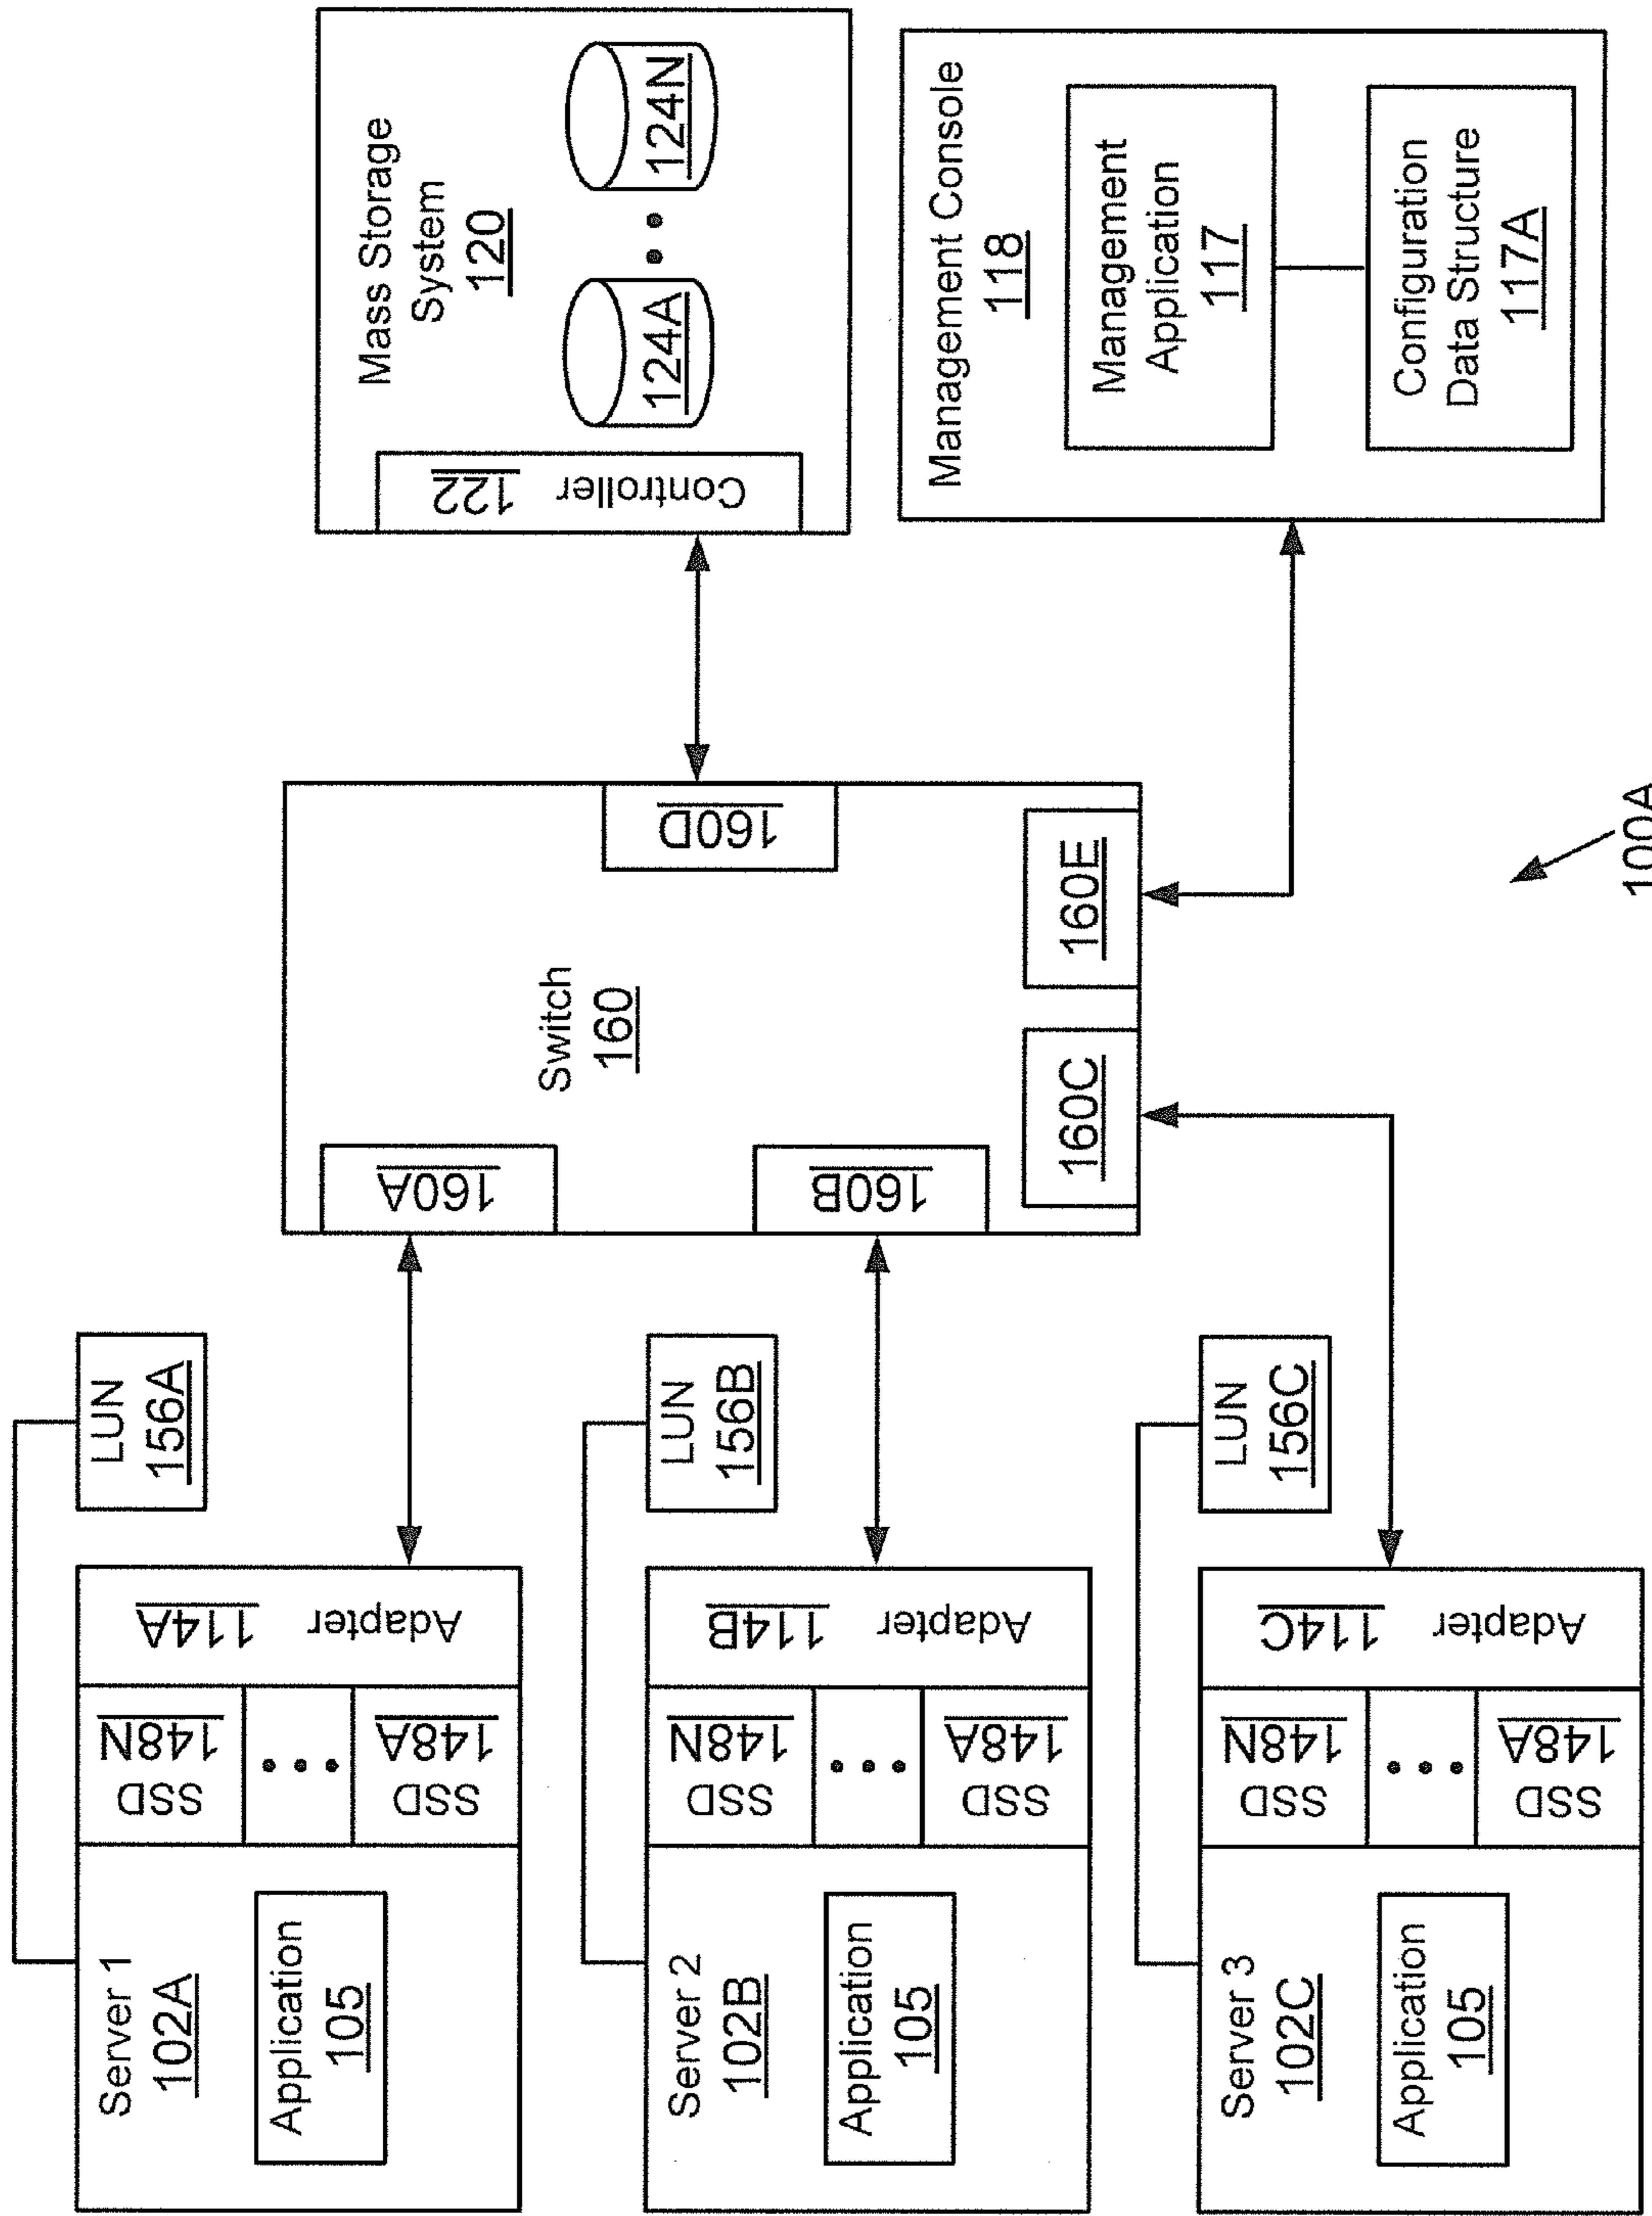 Server 1
102A
Application
105
SSD
148N
SSD
148A
Adapter
114A
LUN
156A
Server 2
102B
Application
105
SSD
148N
SSD
148A
Adapter
114B
LUN
156B
Server 3
102C
Application
105
SSD
148N
SSD
148A
Adapter
114C
LUN
156C
Switch
160
160A
160B
160C
160D
160E
Mass Storage
System
120
Controller
122
124A
124N
Management Console
118
Management
Application
117
Configuration
Data Structure
117A
100A